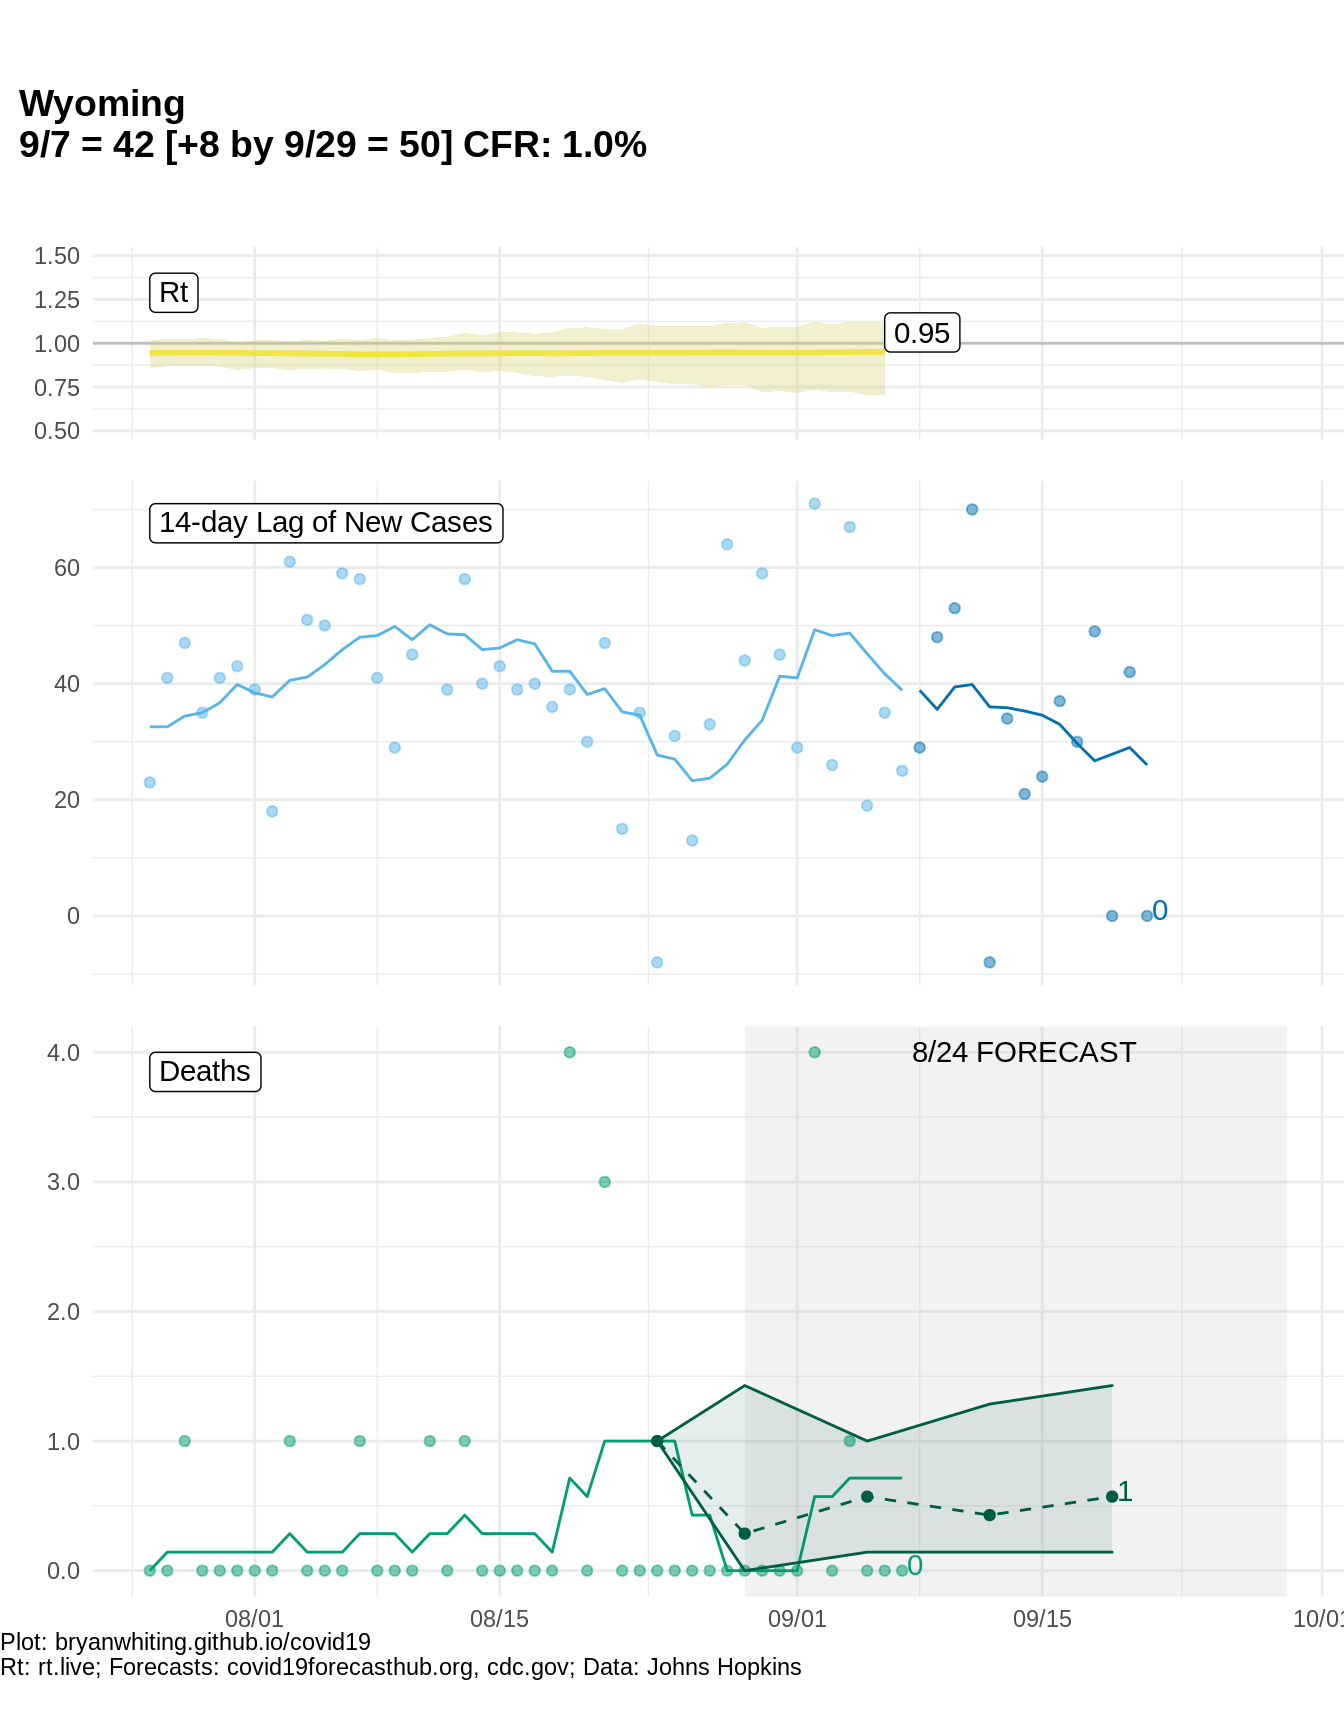 Wyoming
9/7 = 42 [+8 by 9/29 = 50] CFR: 1.0%
1.50
1.25
1.00
0.75
0.50
Rt
0.95
14-day Lag of New Cases
60
40
20
0
0
4.0
3.0
2.0
1.0
0.0
Deaths
8/24 FORECAST
1
0
08/01
08/15
09/01
09/15
10/01
Plot: bryanwhiting.github.io/covid19
Rt: rt.live; Forecasts: covid19forecasthub.org, cdc.gov; Data: Johns Hopkins